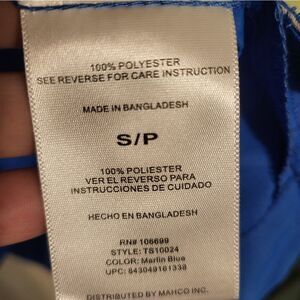 100% POLYESTER
SEE REVERSE FOR CARE INSTRUCTION
MADE IN BANGLADESH
S/P
100% POLIESTER
VER EL REVERSO PARA
INSTRUCCIONES DE CUIDADO
HECHO EN BANGLADESH
RN# 106699
STYLE: TS10024
COLOR: Marlin Blue
UPC: 843049161338
DISTRIBUTED BY MAHCO INC.